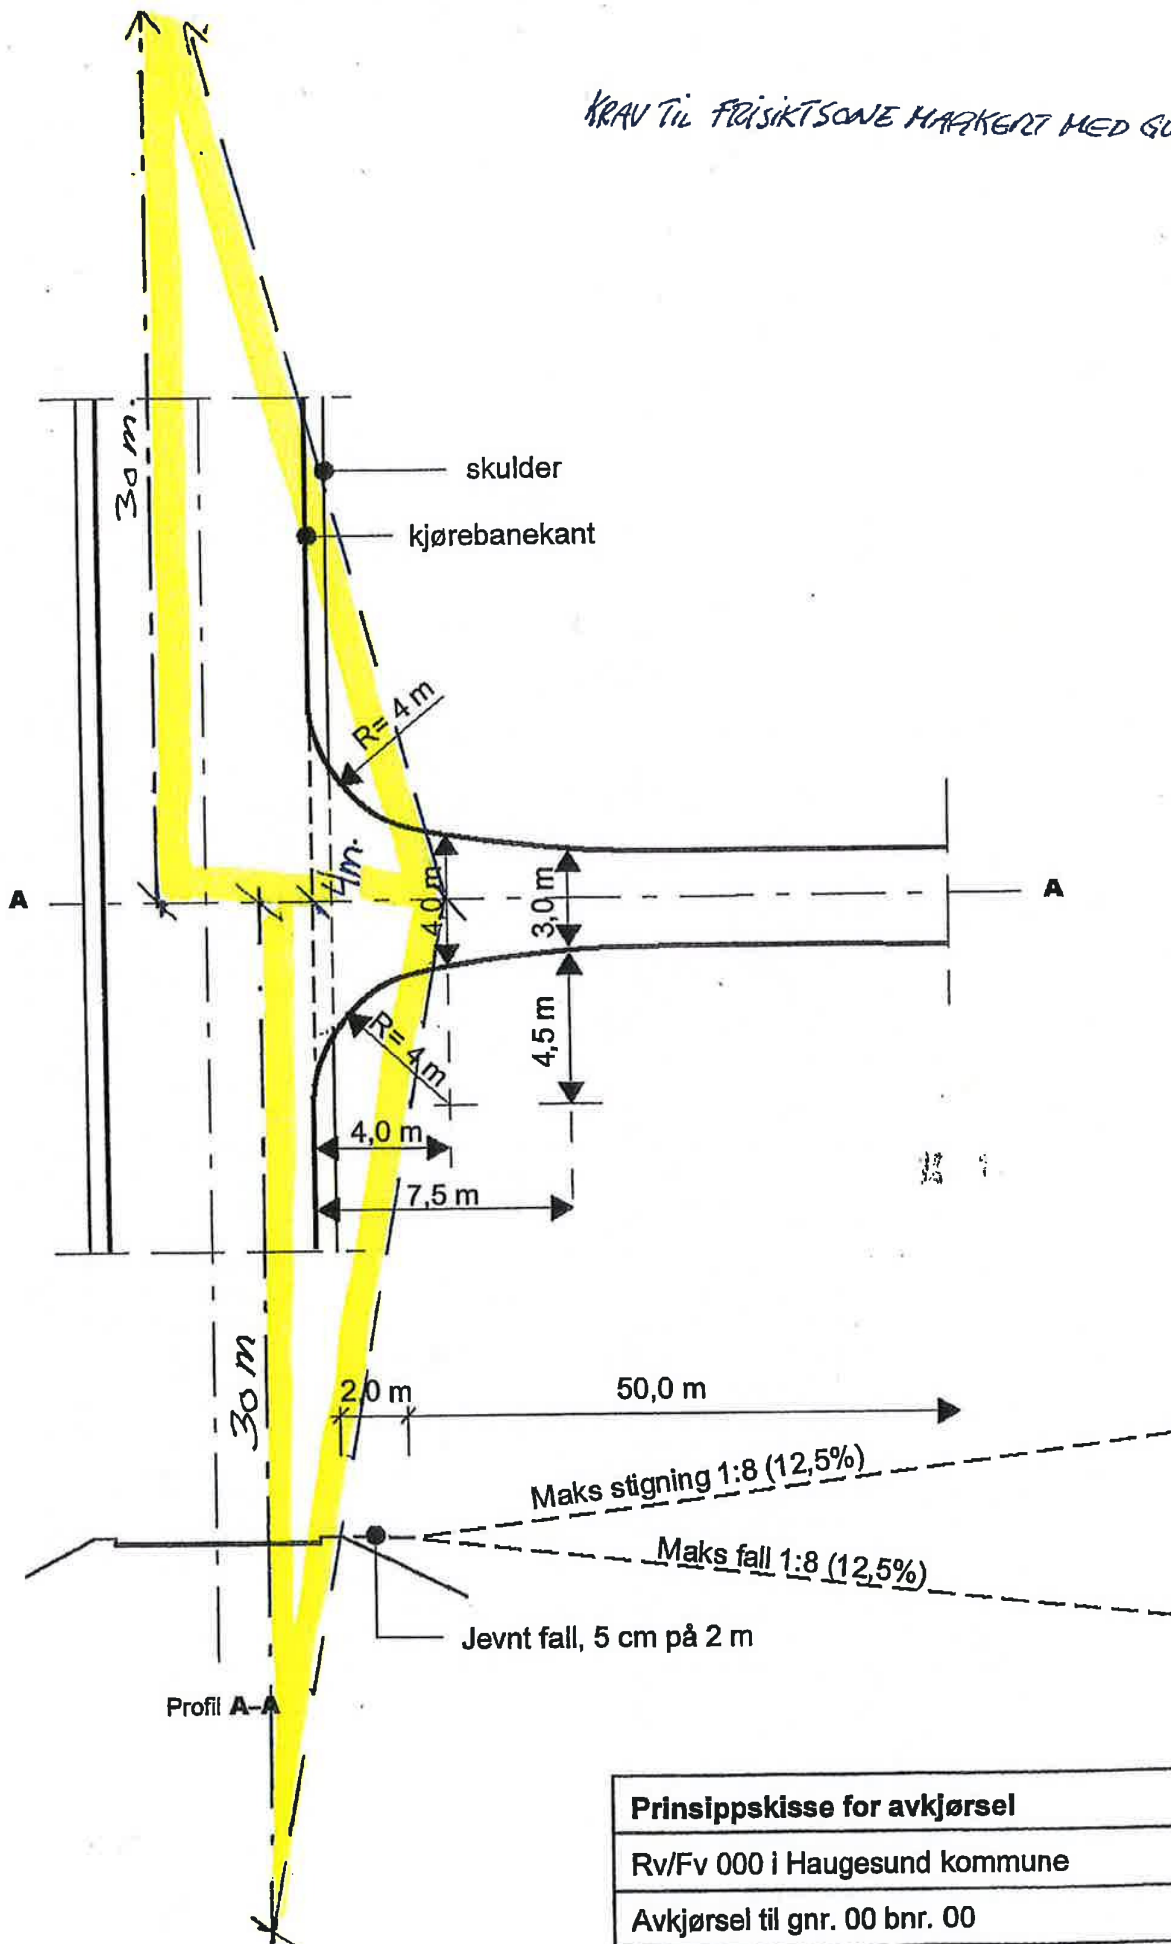 KRAV TIL FRISIKTSONE MARKERT MED
30 m.
skulder
kjørebanekant
R= 4 m
4m.
A
4,0 m
3,0 m
A
R= 4 m
4,5 m
4,0 m
7,5 m
30 m
2,0 m
50,0 m
Maks stigning 1:8 (12,5%)
Maks fall 1:8 (12,5%)
Jevnt fall, 5 cm på 2 m
Profil A–A
Prinsippskisse for avkjørsel
Rv/Fv 000 i Haugesund kommune
Avkjørsel til gnr. 00 bnr. 00